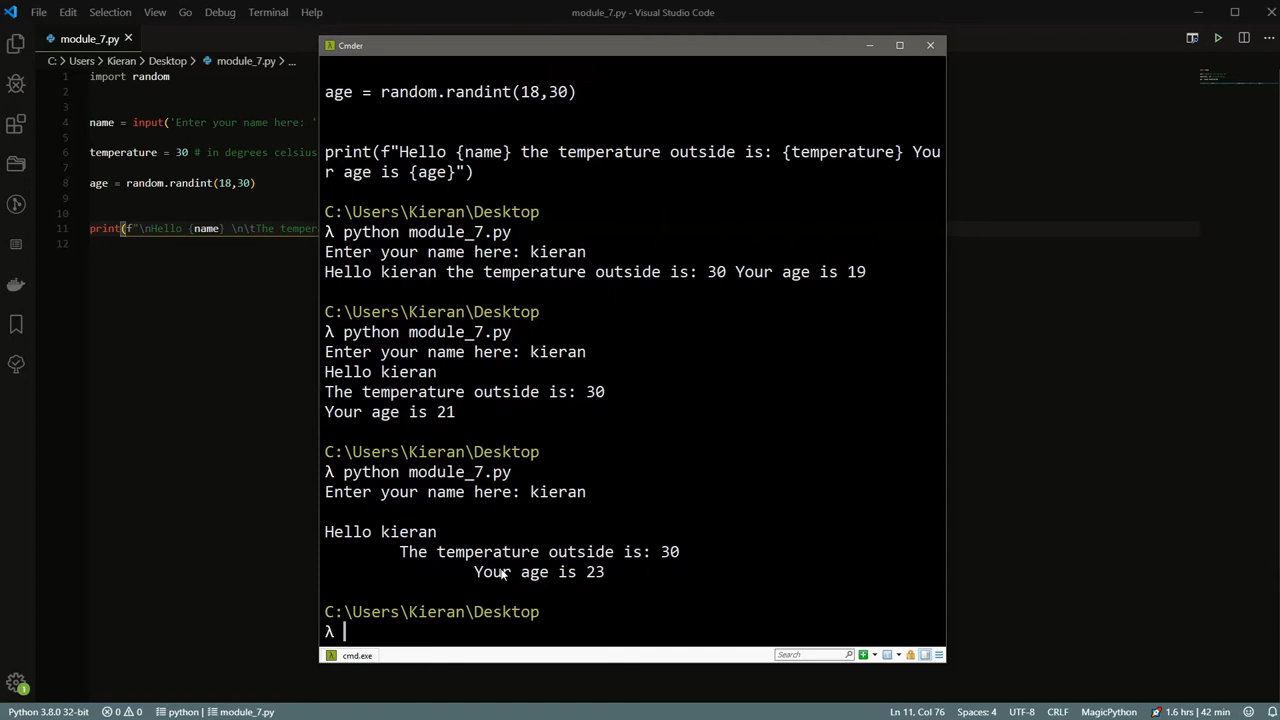 File Edit Selection View Go Debug Terminal Help
module_7.py - Visual Studio Code
module_7.py
C: > Users > Kieran > Desktop > module_7.py > ...
1 import random
2
3
4 name = input('Enter your name here: '
5
6 temperature = 30 # in degrees celsius
7
8 age = random.randint(18,30)
9
10
11 print(f"\nHello {name} \n\tThe temper
12
Cmder
age = random.randint(18,30)
print(f"Hello {name} the temperature outside is: {temperature} You
r age is {age}")
C:\Users\Kieran\Desktop
λ python module_7.py
Enter your name here: kieran
Hello kieran the temperature outside is: 30 Your age is 19
C:\Users\Kieran\Desktop
λ python module_7.py
Enter your name here: kieran
Hello kieran
The temperature outside is: 30
Your age is 21
C:\Users\Kieran\Desktop
λ python module_7.py
Enter your name here: kieran
Hello kieran
The temperature outside is: 30
Your age is 23
C:\Users\Kieran\Desktop
λ
cmd.exe
Search
1
Python 3.8.0 32-bit 0 0 python | module_7.py
Ln 11, Col 76 Spaces: 4 UTF-8 CRLF MagicPython 1.6 hrs | 42 min